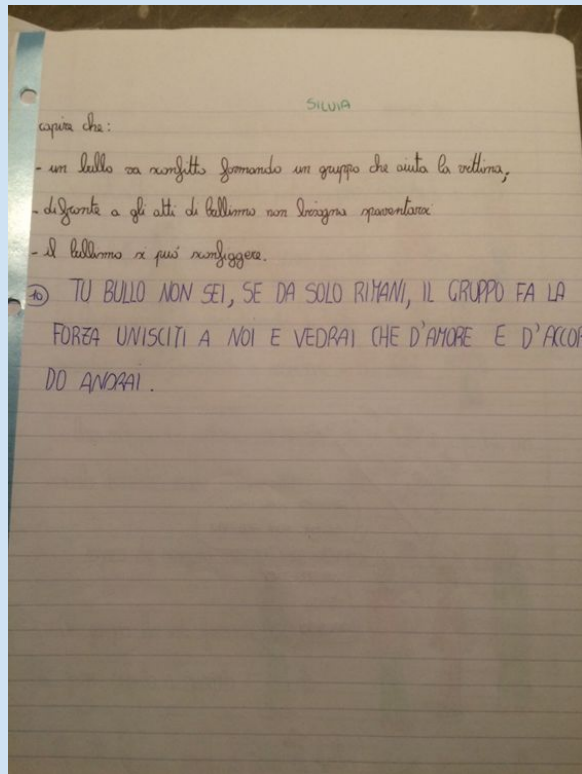 SILVIA
capire che:
- un bullo va sconfitto formando un gruppo che aiuta la vittima;
- difronte a gli atti di bullismo non bisogna spaventarsi
- il bullismo si può sconfiggere.
10 TU BULLO NON SEI, SE DA SOLO RIMANI, IL GRUPPO FA LA
FORZA UNISCITI A NOI E VEDRAI CHE D'AMORE E D'ACCOR
DO ANDRAI.